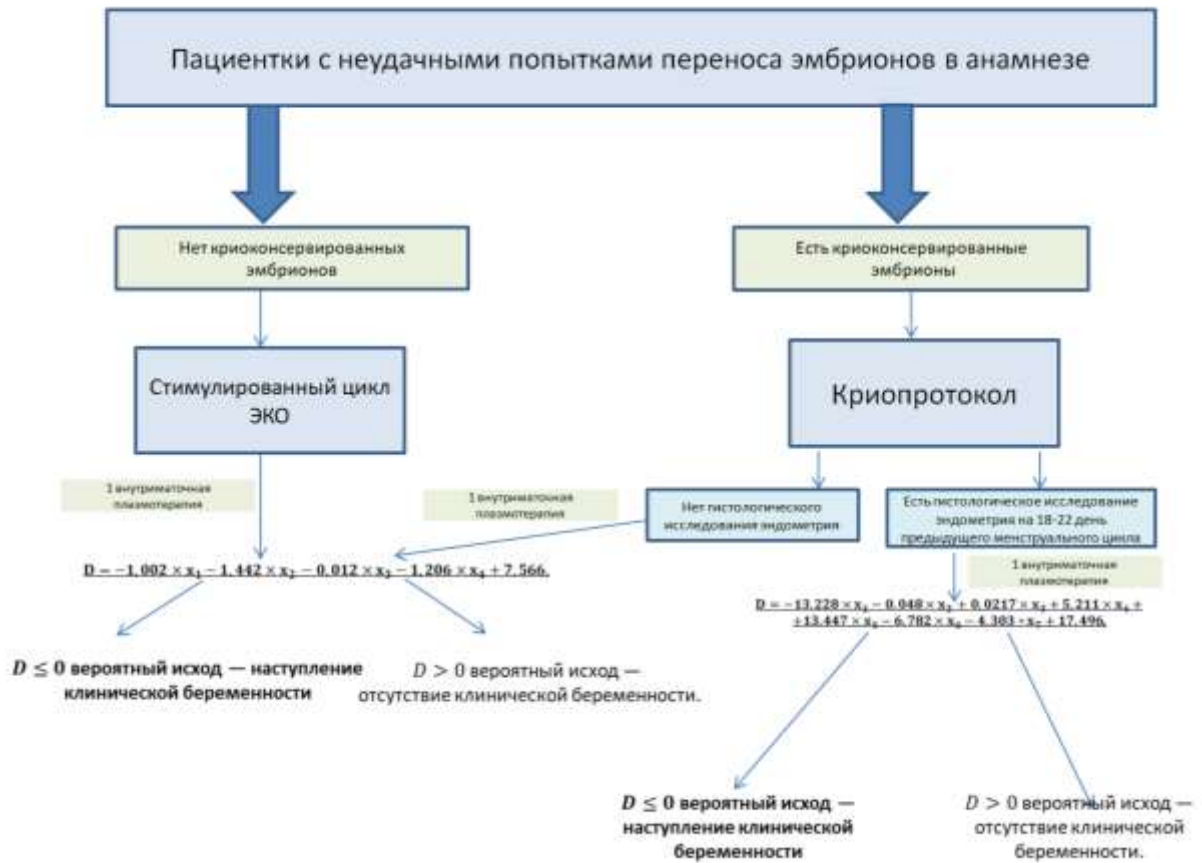 Пациентки с неудачными попытками переноса эмбрионов в анамнезе
Нет криоконсервированных
эмбрионов
Есть криоконсервированные
эмбрионы
Стимулированный цикл
ЭКО
Криопротокол
1 внутриматочная
плазмотерапия
1 внутриматочная
плазмотерапия
Нет гистологического
исследования эндометрия
Есть гистологическое исследование
эндометрия на 18-22 день
предыдущего менструального цикла
1 внутриматочная
плазмотерапия
D = −1,002 × x₁ − 1,442 × x₂ − 0,012 × x₃ − 1,206 × x₄ + 7,566,
D = −13,228 × x₁ − 0,048 × x₂ + 0,0217 × x₃ + 5,211 × x₄ +
+13,447 × x₅ − 6,782 × x₆ − 4,303 * x₇ + 17,496,
D ≤ 0 вероятный исход — наступление
клинической беременности
D > 0 вероятный исход —
отсутствие клинической беременности.
D ≤ 0 вероятный исход —
наступление клинической
беременности
D > 0 вероятный исход —
отсутствие клинической
беременности.